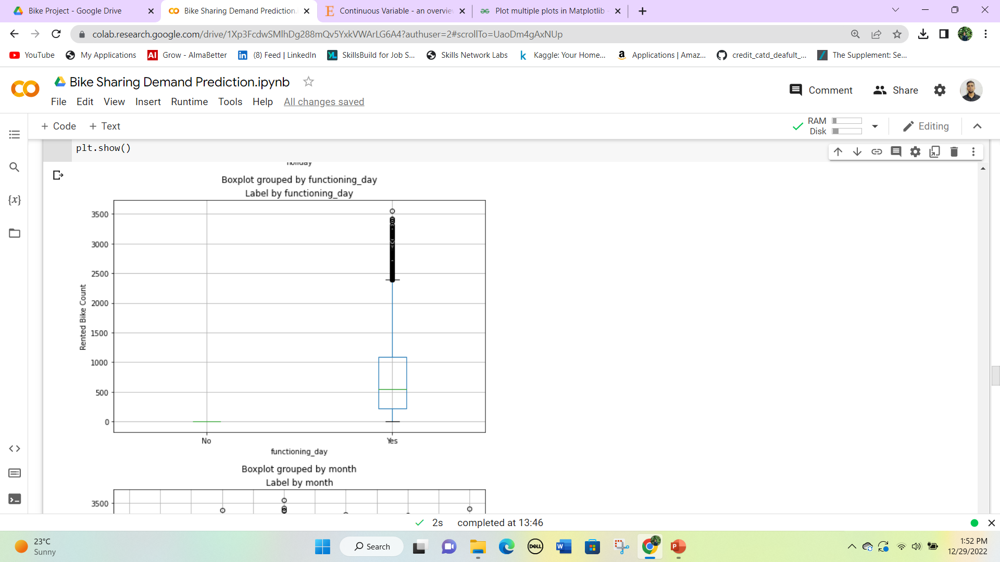 Bike Project - Google Drive
Bike Sharing Demand Prediction.
Continuous Variable - an overvie
Plot multiple plots in Matplotlib -
colab.research.google.com/drive/1Xp3FcdwSMlhDg288mQv5YxkVWArLG6A4?authuser=2#scrollTo=UaoDm4gAxNUp
YouTube
My Applications
AI Grow - AlmaBetter
in (8) Feed | LinkedIn
SkillsBuild for Job S...
Skills Network Labs
Kaggle: Your Home...
Applications | Amaz...
credit_catd_deafult_...
The Supplement: Se...
Bike Sharing Demand Prediction.ipynb
File Edit View Insert Runtime Tools Help All changes saved
Comment
Share
+ Code + Text
RAM
Disk
Editing
plt.show()
holiday
Boxplot grouped by functioning_day
Label by functioning_day
3500
3000
2500
2000
1500
1000
500
0
Rented Bike Count
No
Yes
functioning_day
Boxplot grouped by month
Label by month
3500
2s completed at 13:46
23°C
Sunny
Search
DELL
1:52 PM
12/29/2022